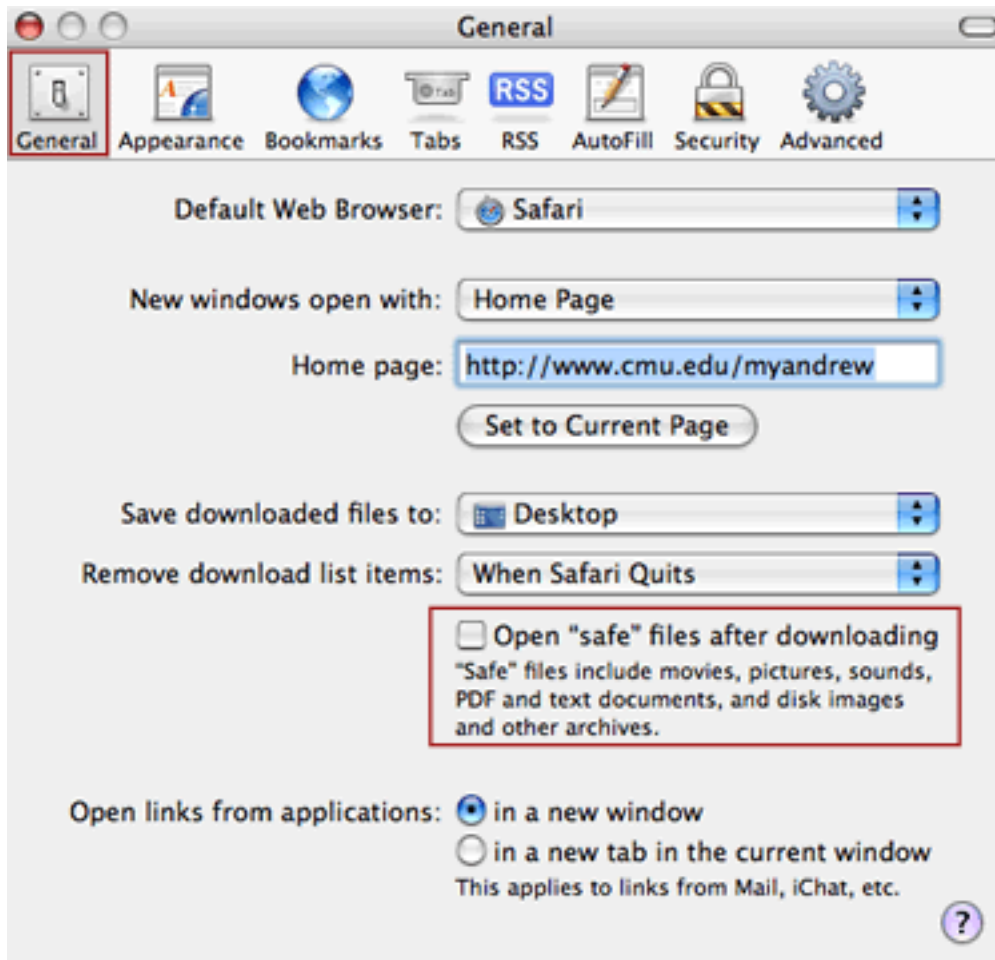 General
General Appearance Bookmarks Tabs RSS AutoFill Security Advanced
Default Web Browser: Safari
New windows open with: Home Page
Home page: http://www.cmu.edu/myandrew
Set to Current Page
Save downloaded files to: Desktop
Remove download list items: When Safari Quits
Open “safe” files after downloading
"Safe" files include movies, pictures, sounds,
PDF and text documents, and disk images
and other archives.
Open links from applications: in a new window
in a new tab in the current window
This applies to links from Mail, iChat, etc.
?